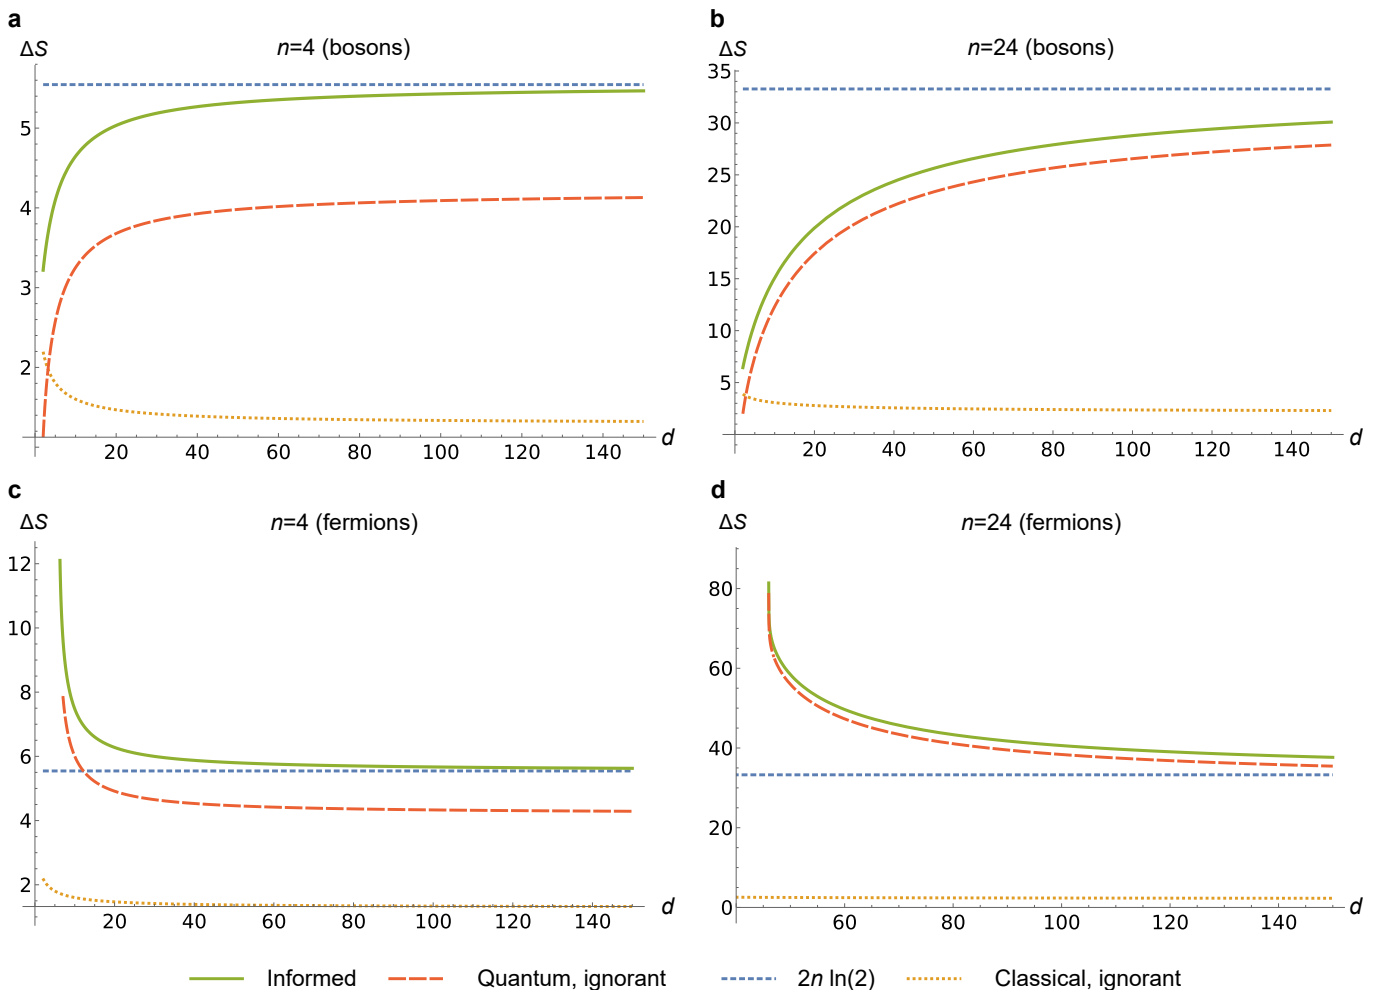 a
n=4 (bosons)
ΔS
5
4
3
2
20 40 60 80 100 120 140 d
b
n=24 (bosons)
ΔS
35
30
25
20
15
10
5
20 40 60 80 100 120 140 d
c
n=4 (fermions)
ΔS
12
10
8
6
4
2
20 40 60 80 100 120 140 d
d
n=24 (fermions)
ΔS
80
60
40
20
0
60 80 100 120 140 d
Informed Quantum, ignorant 2n ln(2) Classical, ignorant